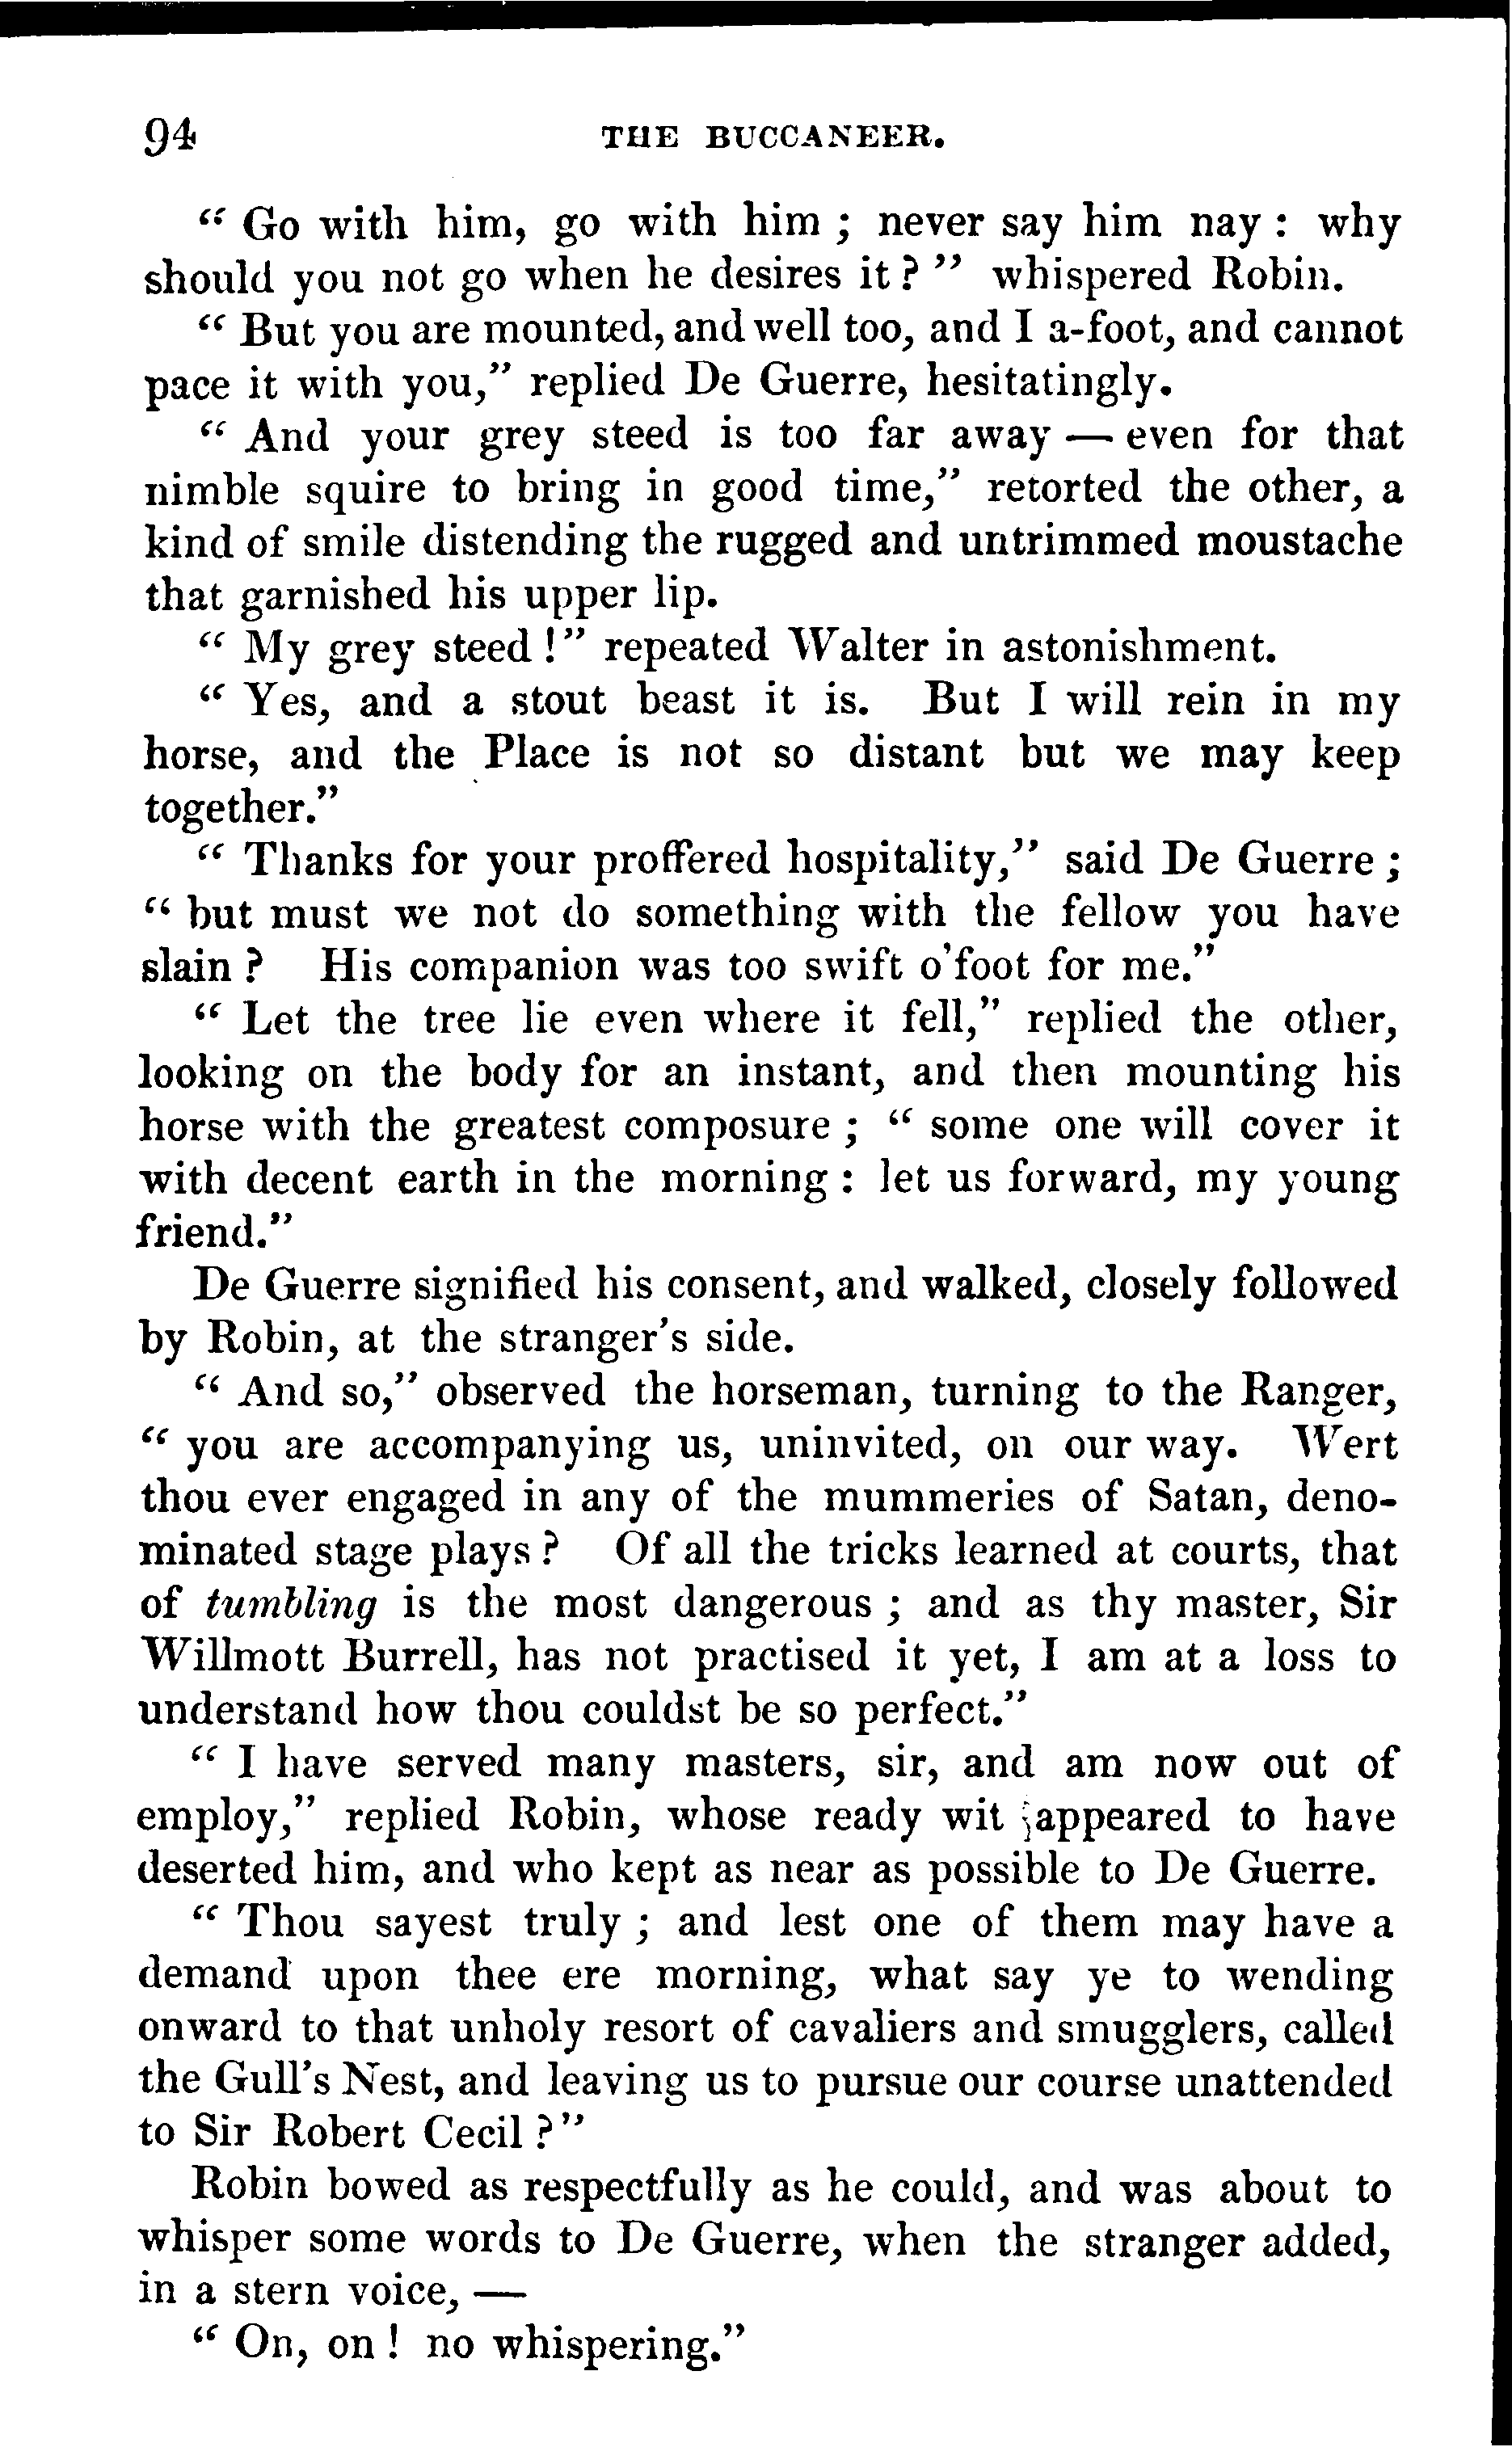 94 THE BUCCANEER.
“ Go with him, go with him ; never say him nay : why
should you not go when he desires it ? ” whispered Robin.
“ But you are mounted, and well too, and I a-foot, and cannot
pace it with you,” replied De Guerre, hesitatingly.
“ And your grey steed is too far away — even for that
nimble squire to bring in good time,” retorted the other, a
kind of smile distending the rugged and untrimmed moustache
that garnished his upper lip.
“ My grey steed !” repeated Walter in astonishment.
“ Yes, and a stout beast it is. But I will rein in my
horse, and the Place is not so distant but we may keep
together.”
“ Thanks for your proffered hospitality,” said De Guerre ;
“ but must we not do something with the fellow you have
slain ? His companion was too swift o'foot for me.”
“ Let the tree lie even where it fell,” replied the other,
looking on the body for an instant, and then mounting his
horse with the greatest composure ; “ some one will cover it
with decent earth in the morning : let us forward, my young
friend.”
De Guerre signified his consent, and walked, closely followed
by Robin, at the stranger's side.
“ And so,” observed the horseman, turning to the Ranger,
“ you are accompanying us, uninvited, on our way. Wert
thou ever engaged in any of the mummeries of Satan, deno-
minated stage plays ? Of all the tricks learned at courts, that
of tumbling is the most dangerous ; and as thy master, Sir
Willmott Burrell, has not practised it yet, I am at a loss to
understand how thou couldst be so perfect.”
“ I have served many masters, sir, and am now out of
employ,” replied Robin, whose ready wit appeared to have
deserted him, and who kept as near as possible to De Guerre.
“ Thou sayest truly ; and lest one of them may have a
demand upon thee ere morning, what say ye to wending
onward to that unholy resort of cavaliers and smugglers, called
the Gull's Nest, and leaving us to pursue our course unattended
to Sir Robert Cecil ?”
Robin bowed as respectfully as he could, and was about to
whisper some words to De Guerre, when the stranger added,
in a stern voice, —
“ On, on ! no whispering.”